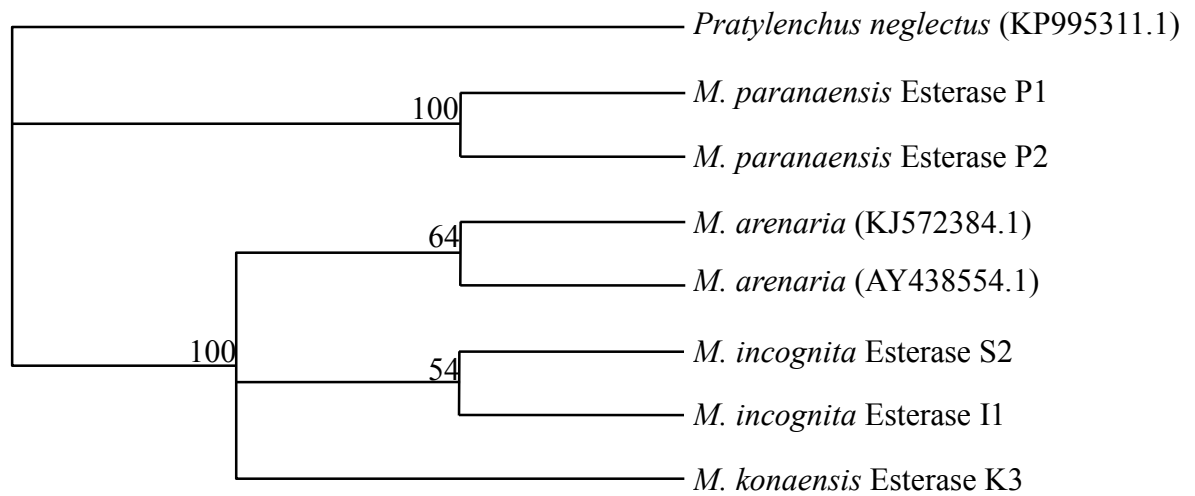 Pratylenchus neglectus (KP995311.1)
M. paranaensis Esterase P1
100
M. paranaensis Esterase P2
M. arenaria (KJ572384.1)
64
M. arenaria (AY438554.1)
M. incognita Esterase S2
100
54
M. incognita Esterase I1
M. konaensis Esterase K3